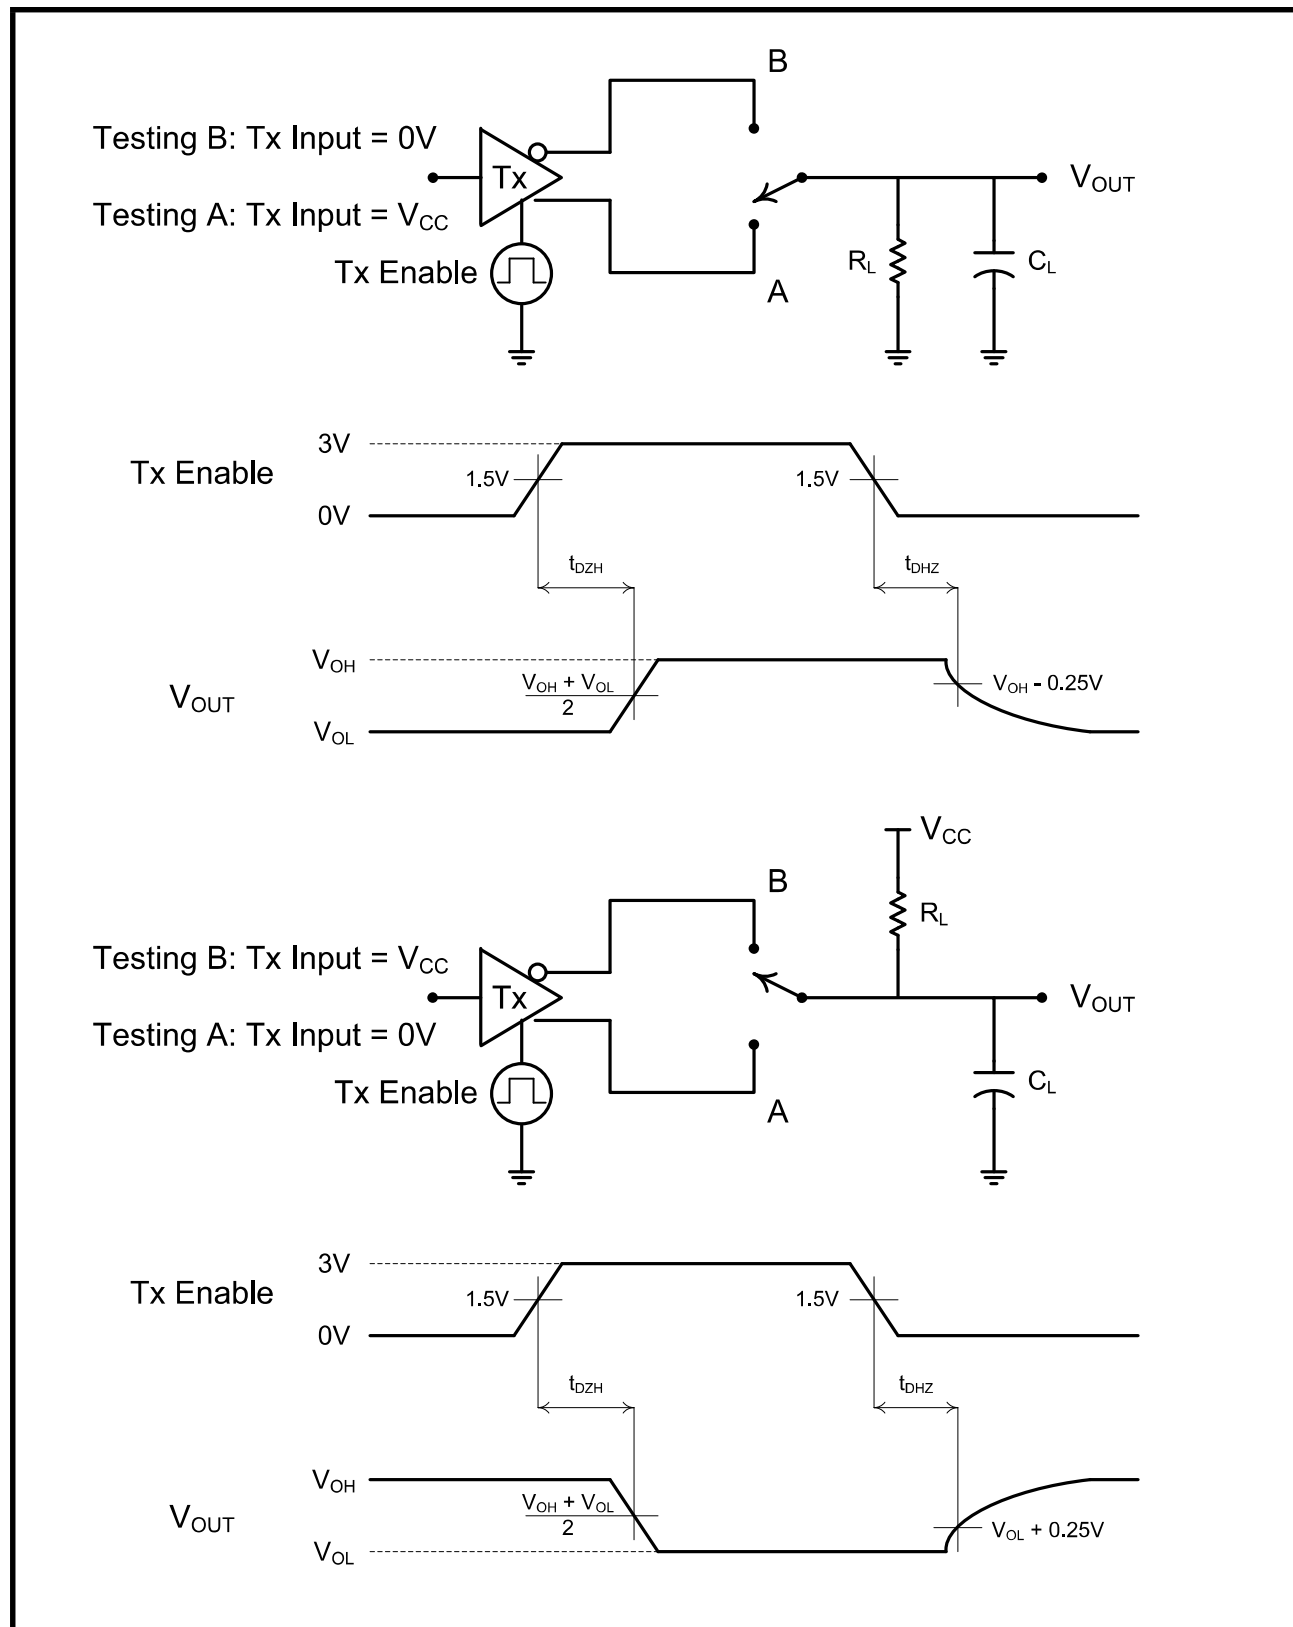 B
Testing B: Tx Input = 0V
Tx
V_OUT
Testing A: Tx Input = V_CC
Tx Enable
R_L
C_L
A
3V
Tx Enable
1.5V
1.5V
0V
t_DZH
t_DHZ
V_OH
V_OH + V_OL
2
V_OH - 0.25V
V_OUT
V_OL
V_CC
B
R_L
Testing B: Tx Input = V_CC
Tx
V_OUT
Testing A: Tx Input = 0V
Tx Enable
C_L
A
3V
Tx Enable
1.5V
1.5V
0V
t_DZH
t_DHZ
V_OH
V_OH + V_OL
2
V_OUT
V_OL + 0.25V
V_OL